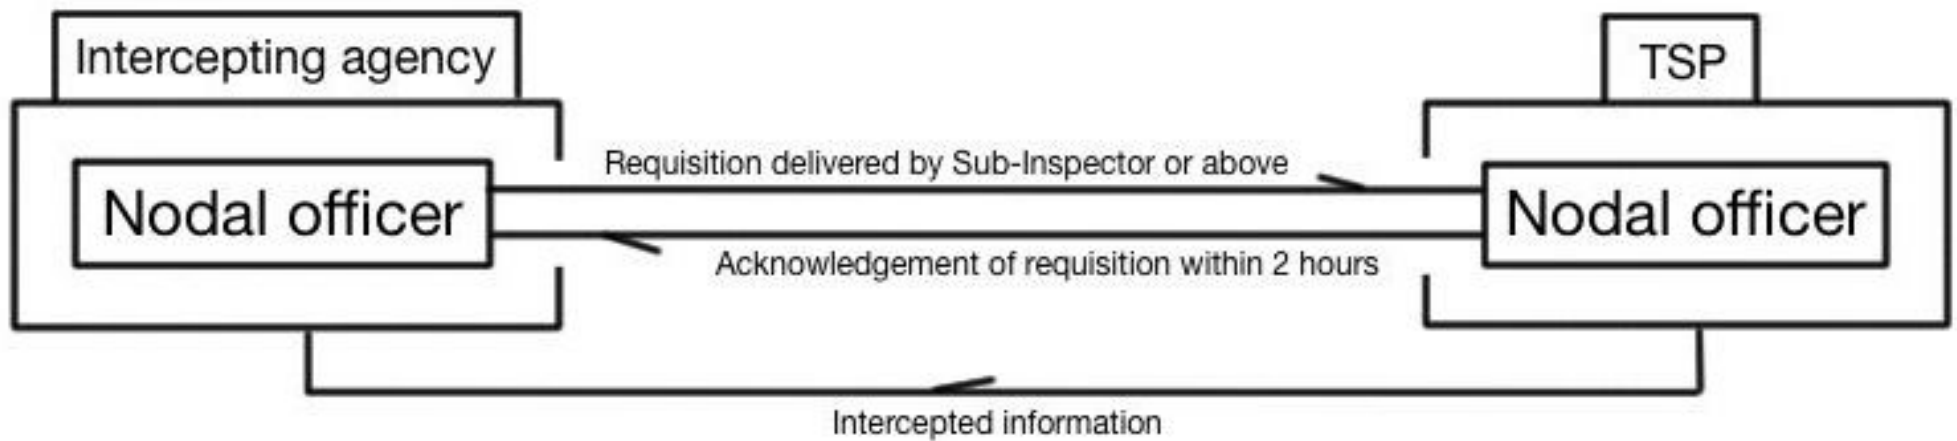 Intercepting agency
TSP
Requisition delivered by Sub-Inspector or above
Nodal officer
Nodal officer
Acknowledgement of requisition within 2 hours
Intercepted information